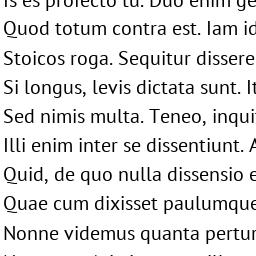 is es profecto tu. Duo enim ge
Quod totum contra est. Iam id
Stoicos roga. Sequitur dissere
Si longus, levis dictata sunt. It
Sed nimis multa. Teneo, inqui
Illi enim inter se dissentiunt. A
Quid, de quo nulla dissensio e
Quae cum dixisset paulumque
Nonne videmus quanta pertur